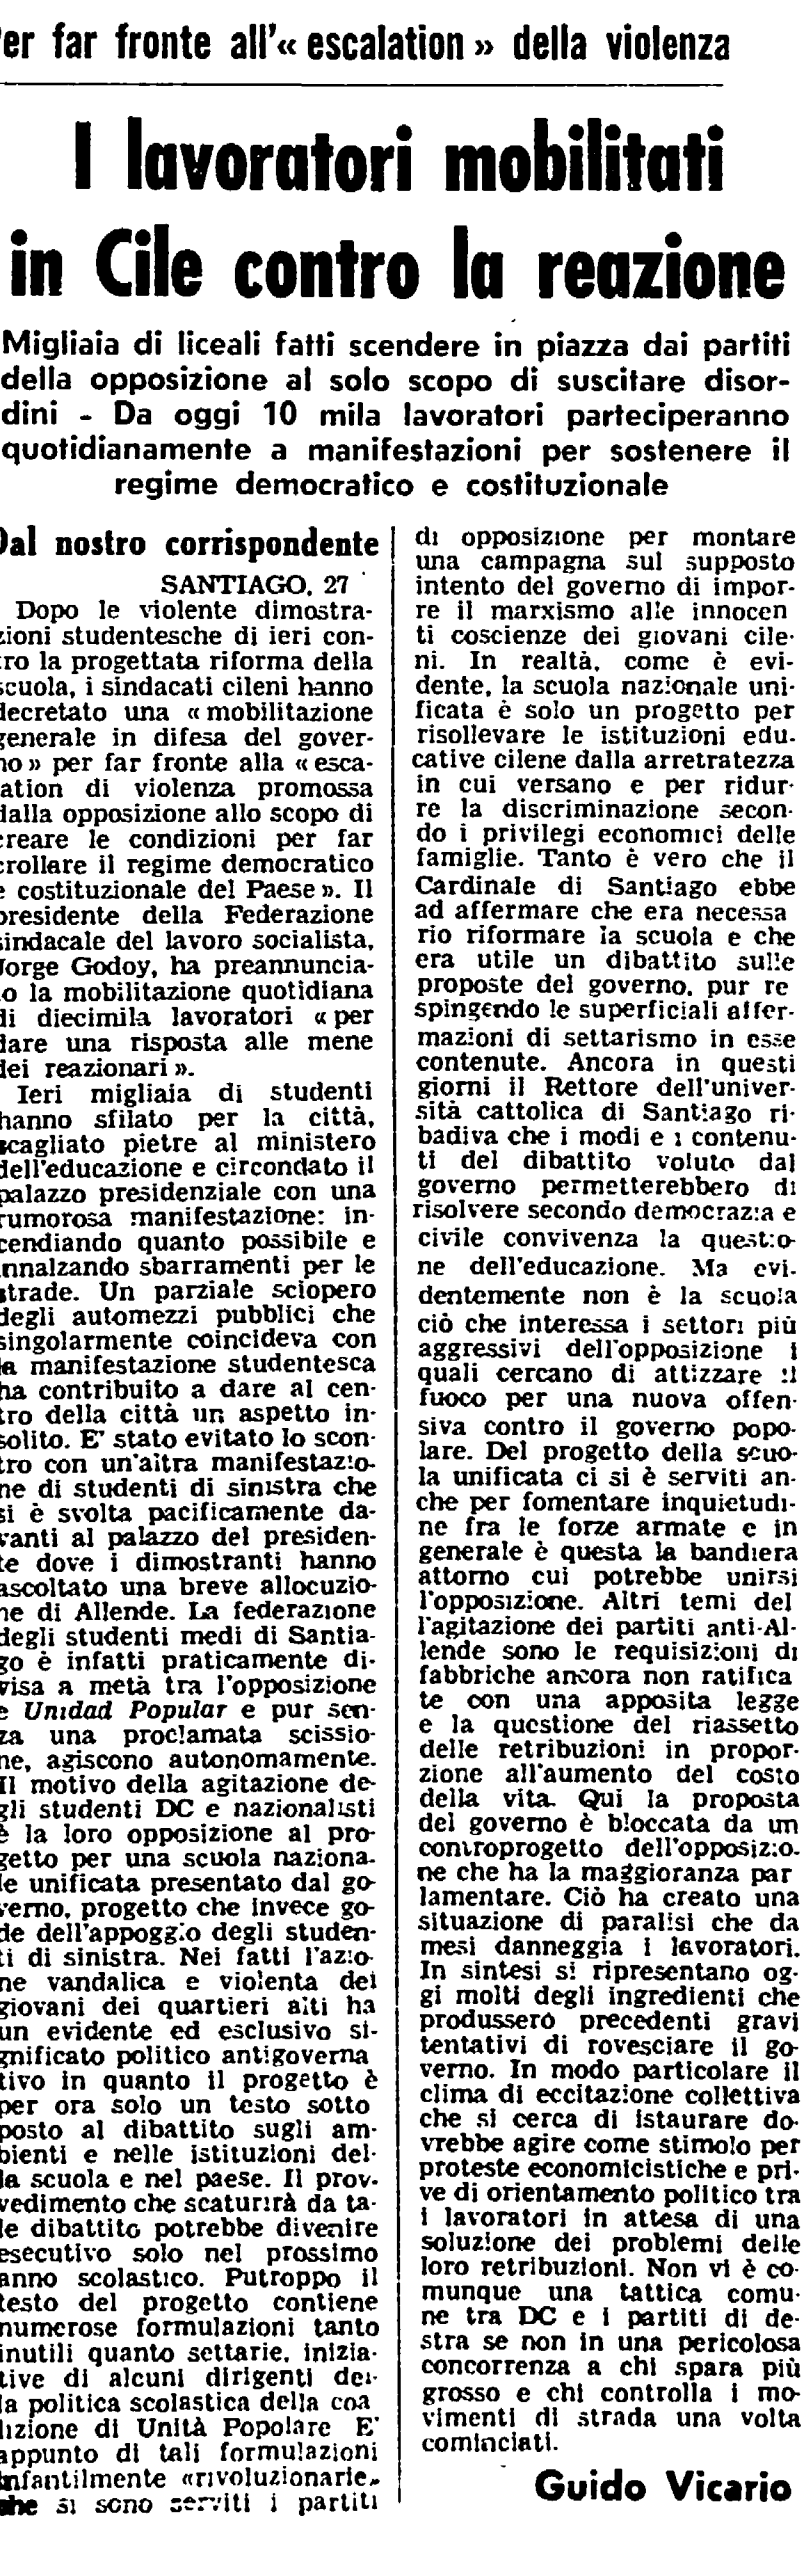 er far fronte all'« escalation » della violenza
I lavoratori mobilitati
in Cile contro la reazione
Migliaia di liceali fatti scendere in piazza dai partiti
della opposizione al solo scopo di suscitare disor-
dini - Da oggi 10 mila lavoratori parteciperanno
quotidianamente a manifestazioni per sostenere il
regime democratico e costituzionale
Dal nostro corrispondente
SANTIAGO, 27
Dopo le violente dimostra-
zioni studentesche di ieri con-
tro la progettata riforma della
scuola, i sindacati cileni hanno
decretato una « mobilitazione
generale in difesa del gover-
no » per far fronte alla « esca-
ation di violenza promossa
dalla opposizione allo scopo di
creare le condizioni per far
crollare il regime democratico
e costituzionale del Paese ». Il
presidente della Federazione
sindacale del lavoro socialista,
Jorge Godoy, ha preannuncia-
to la mobilitazione quotidiana
di diecimila lavoratori « per
dare una risposta alle mene
dei reazionari ».
Ieri migliaia di studenti
hanno sfilato per la città,
scagliato pietre al ministero
dell'educazione e circondato il
palazzo presidenziale con una
rumorosa manifestazione: in-
cendiando quanto possibile e
innalzando sbarramenti per le
strade. Un parziale sciopero
degli automezzi pubblici che
singolarmente coincideva con
la manifestazione studentesca
ha contribuito a dare al cen-
tro della città un aspetto in-
solito. E' stato evitato lo scon-
tro con un'altra manifestazio-
ne di studenti di sinistra che
si è svolta pacificamente da-
vanti al palazzo del presiden-
te dove i dimostranti hanno
ascoltato una breve allocuzio-
ne di Allende. La federazione
degli studenti medi di Santia-
go è infatti praticamente di-
visa a metà tra l'opposizione
e Unidad Popular e pur sen-
za una proclamata scissio-
ne, agiscono autonomamente.
Il motivo della agitazione de-
gli studenti DC e nazionalisti
è la loro opposizione al pro-
getto per una scuola naziona-
le unificata presentato dal go-
verno, progetto che invece go-
de dell'appoggio degli studen-
ti di sinistra. Nei fatti l'azio-
ne vandalica e violenta dei
giovani dei quartieri alti ha
un evidente ed esclusivo si-
gnificato politico antigoverna
tivo in quanto il progetto è
per ora solo un testo sotto
posto al dibattito sugli am-
bienti e nelle istituzioni del-
la scuola e nel paese. Il prov-
vedimento che scaturirà da ta-
le dibattito potrebbe divenire
esecutivo solo nel prossimo
anno scolastico. Putroppo il
testo del progetto contiene
numerose formulazioni tanto
inutili quanto settarie, inizia-
tive di alcuni dirigenti del-
la politica scolastica della coa
lizione di Unità Popolare E'
appunto di tali formulazioni
infantilmente «rivoluzionarie»
che si sono serviti i partiti
di opposizione per montare
una campagna sul supposto
intento del governo di impor-
re il marxismo alle innocen
ti coscienze dei giovani cile-
ni. In realtà, come è evi-
dente, la scuola nazionale uni-
ficata è solo un progetto per
risollevare le istituzioni edu-
cative cilene dalla arretratezza
in cui versano e per ridur-
re la discriminazione secon-
do i privilegi economici delle
famiglie. Tanto è vero che il
Cardinale di Santiago ebbe
ad affermare che era necessa
rio riformare la scuola e che
era utile un dibattito sulle
proposte del governo, pur re
spingendo le superficiali affer-
mazioni di settarismo in esse
contenute. Ancora in questi
giorni il Rettore dell'univer-
sità cattolica di Santiago ri-
badiva che i modi e i contenu-
ti del dibattito voluto dal
governo permetterebbero di
risolvere secondo democrazia e
civile convivenza la questio-
ne dell'educazione. Ma evi-
dentemente non è la scuola
ciò che interessa i settori più
aggressivi dell'opposizione i
quali cercano di attizzare il
fuoco per una nuova offen-
siva contro il governo popo-
lare. Del progetto della scuo-
la unificata ci si è serviti an-
che per fomentare inquietudi-
ne fra le forze armate e in
generale è questa la bandiera
attorno cui potrebbe unirsi
l'opposizione. Altri temi del
l'agitazione dei partiti anti-Al-
lende sono le requisizioni di
fabbriche ancora non ratifica
te con una apposita legge
e la questione del riassetto
delle retribuzioni in propor-
zione all'aumento del costo
della vita. Qui la proposta
del governo è bloccata da un
controprogetto dell'opposizio-
ne che ha la maggioranza par
lamentare. Ciò ha creato una
situazione di paralisi che da
mesi danneggia i lavoratori.
In sintesi si ripresentano og-
gi molti degli ingredienti che
produssero precedenti gravi
tentativi di rovesciare il go-
verno. In modo particolare il
clima di eccitazione collettiva
che si cerca di istaurare do-
vrebbe agire come stimolo per
proteste economicistiche e pri-
ve di orientamento politico tra
i lavoratori in attesa di una
soluzione dei problemi delle
loro retribuzioni. Non vi è co-
munque una tattica comu-
ne tra DC e i partiti di de-
stra se non in una pericolosa
concorrenza a chi spara più
grosso e chi controlla i mo-
vimenti di strada una volta
cominciati.
Guido Vicario